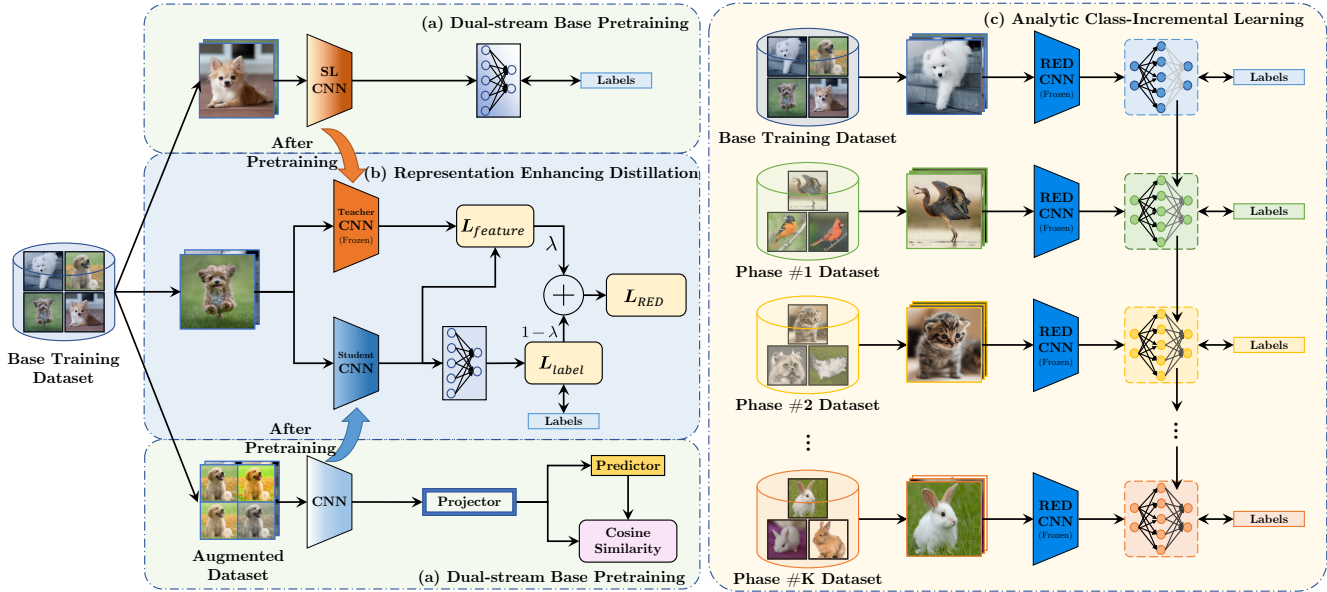 (a) Dual-stream Base Pretraining
SL
CNN
Labels
After
Pretraining
(b) Representation Enhancing Distillation
Teacher
CNN
(Frozen)
L_feature
λ
L_RED
1−λ
Student
CNN
L_label
Labels
Base Training
Dataset
After
Pretraining
CNN
Projector
Predictor
Cosine
Similarity
Augmented
Dataset
(a) Dual-stream Base Pretraining
(c) Analytic Class-Incremental Learning
RED
CNN
(Frozen)
Labels
Base Training Dataset
RED
CNN
(Frozen)
Labels
Phase #1 Dataset
RED
CNN
(Frozen)
Labels
Phase #2 Dataset
⋮
⋮
RED
CNN
(Frozen)
Labels
Phase #K Dataset